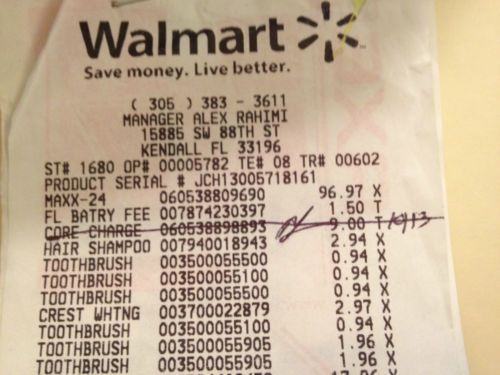 Walmart
Save money. Live better.
( 305 ) 383 - 3611
MANAGER ALEX RAHIMI
15885 SW 88TH ST
KENDALL FL 33196
ST# 1680 OP# 00005782 TE# 08 TR# 00602
PRODUCT SERIAL # JCH13005718161
MAXX-24 060538809690 96.97 X
FL BATRY FEE 007874230397 1.50 T
CORE CHARGE 060538898893 9.00 T
HAIR SHAMPOO 007940018943 2.94 X
TOOTHBRUSH 003500055500 0.94 X
TOOTHBRUSH 003500055100 0.94 X
TOOTHBRUSH 003500055500 0.94 X
CREST WHTNG 003700022879 2.97 X
TOOTHBRUSH 003500055100 0.94 X
TOOTHBRUSH 003500055905 1.96 X
TOOTHBRUSH 003500055905 1.96 X